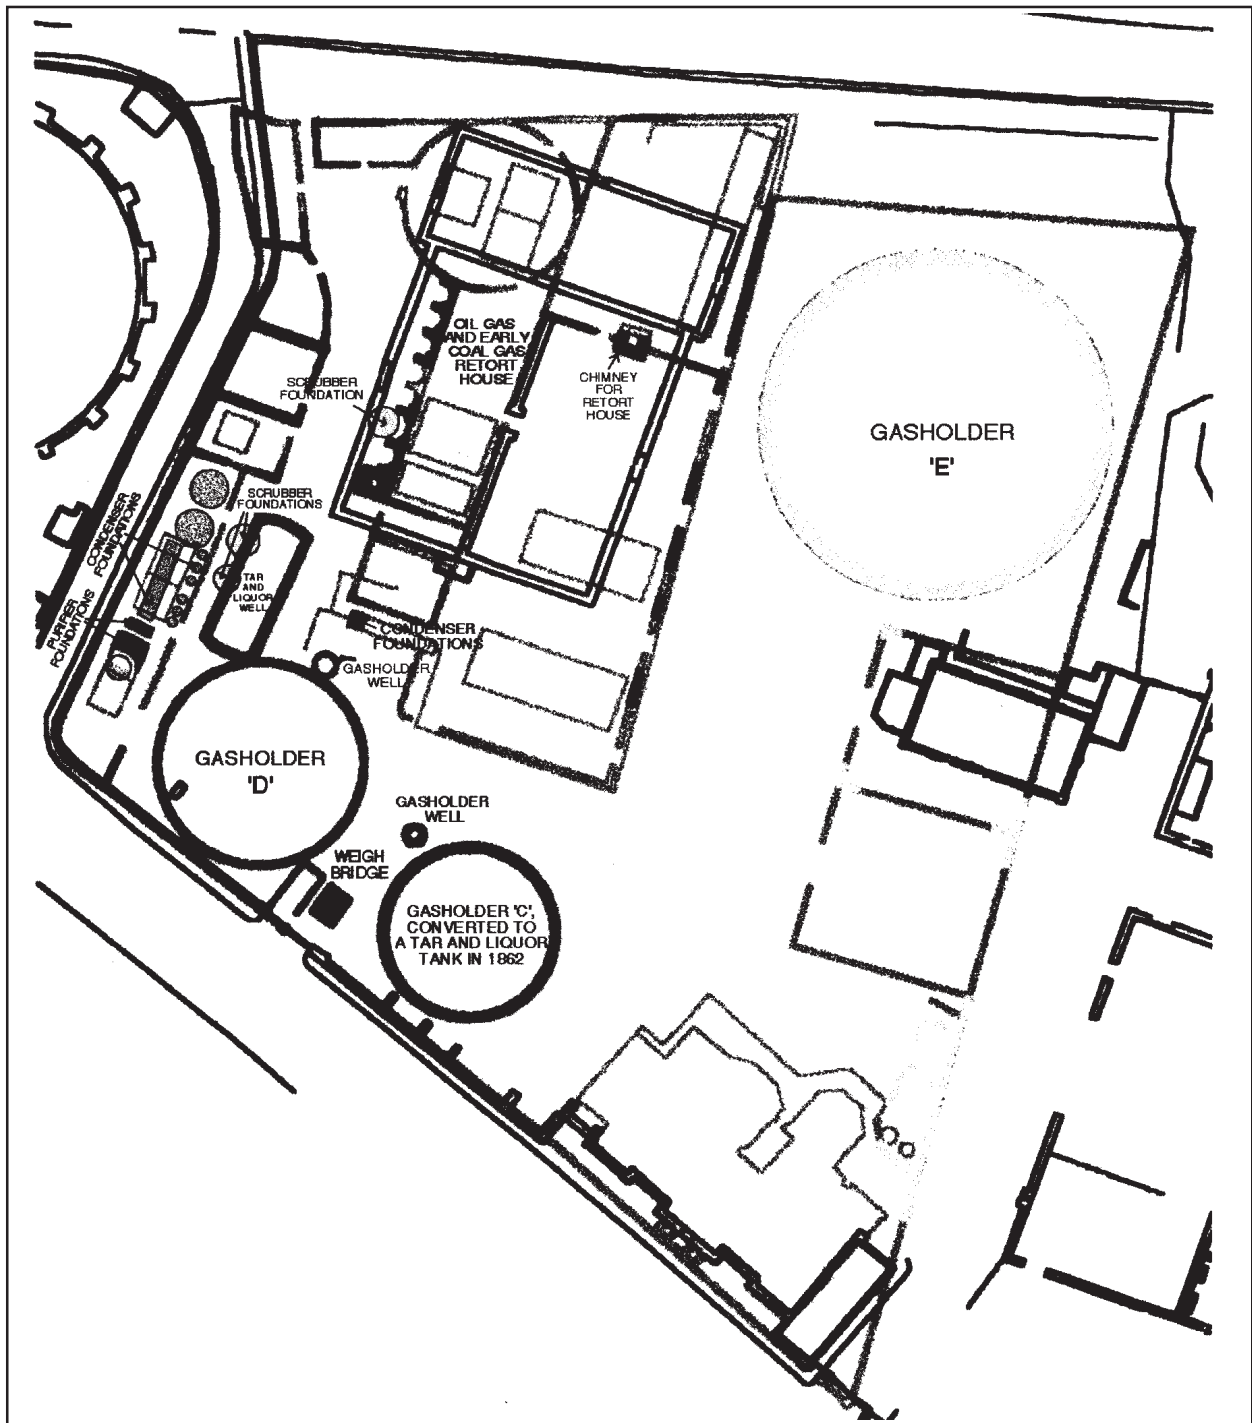 OIL GAS
AND EARLY
COAL GAS
RETORT
HOUSE
SCRUBBER
FOUNDATION
CHIMNEY
FOR
RETORT
HOUSE
GASHOLDER
'E'
SCRUBBER
FOUNDATIONS
CONDENSER
FOUNDATIONS
TAR
AND
LIQUOR
WELL
PURIFIER
FOUNDATIONS
CONDENSER
FOUNDATIONS
GASHOLDER
WELL
GASHOLDER
'D'
GASHOLDER
WELL
WEIGH
BRIDGE
GASHOLDER 'C',
CONVERTED TO
A TAR AND LIQUOR
TANK IN 1862